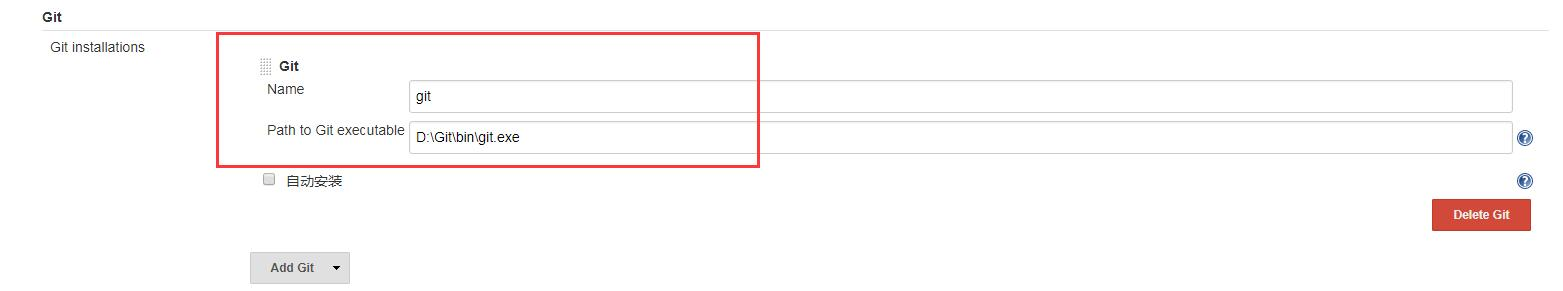 Git
Git installations
Git
Name
git
Path to Git executable
D:\Git\bin\git.exe
自动安装
Delete Git
Add Git